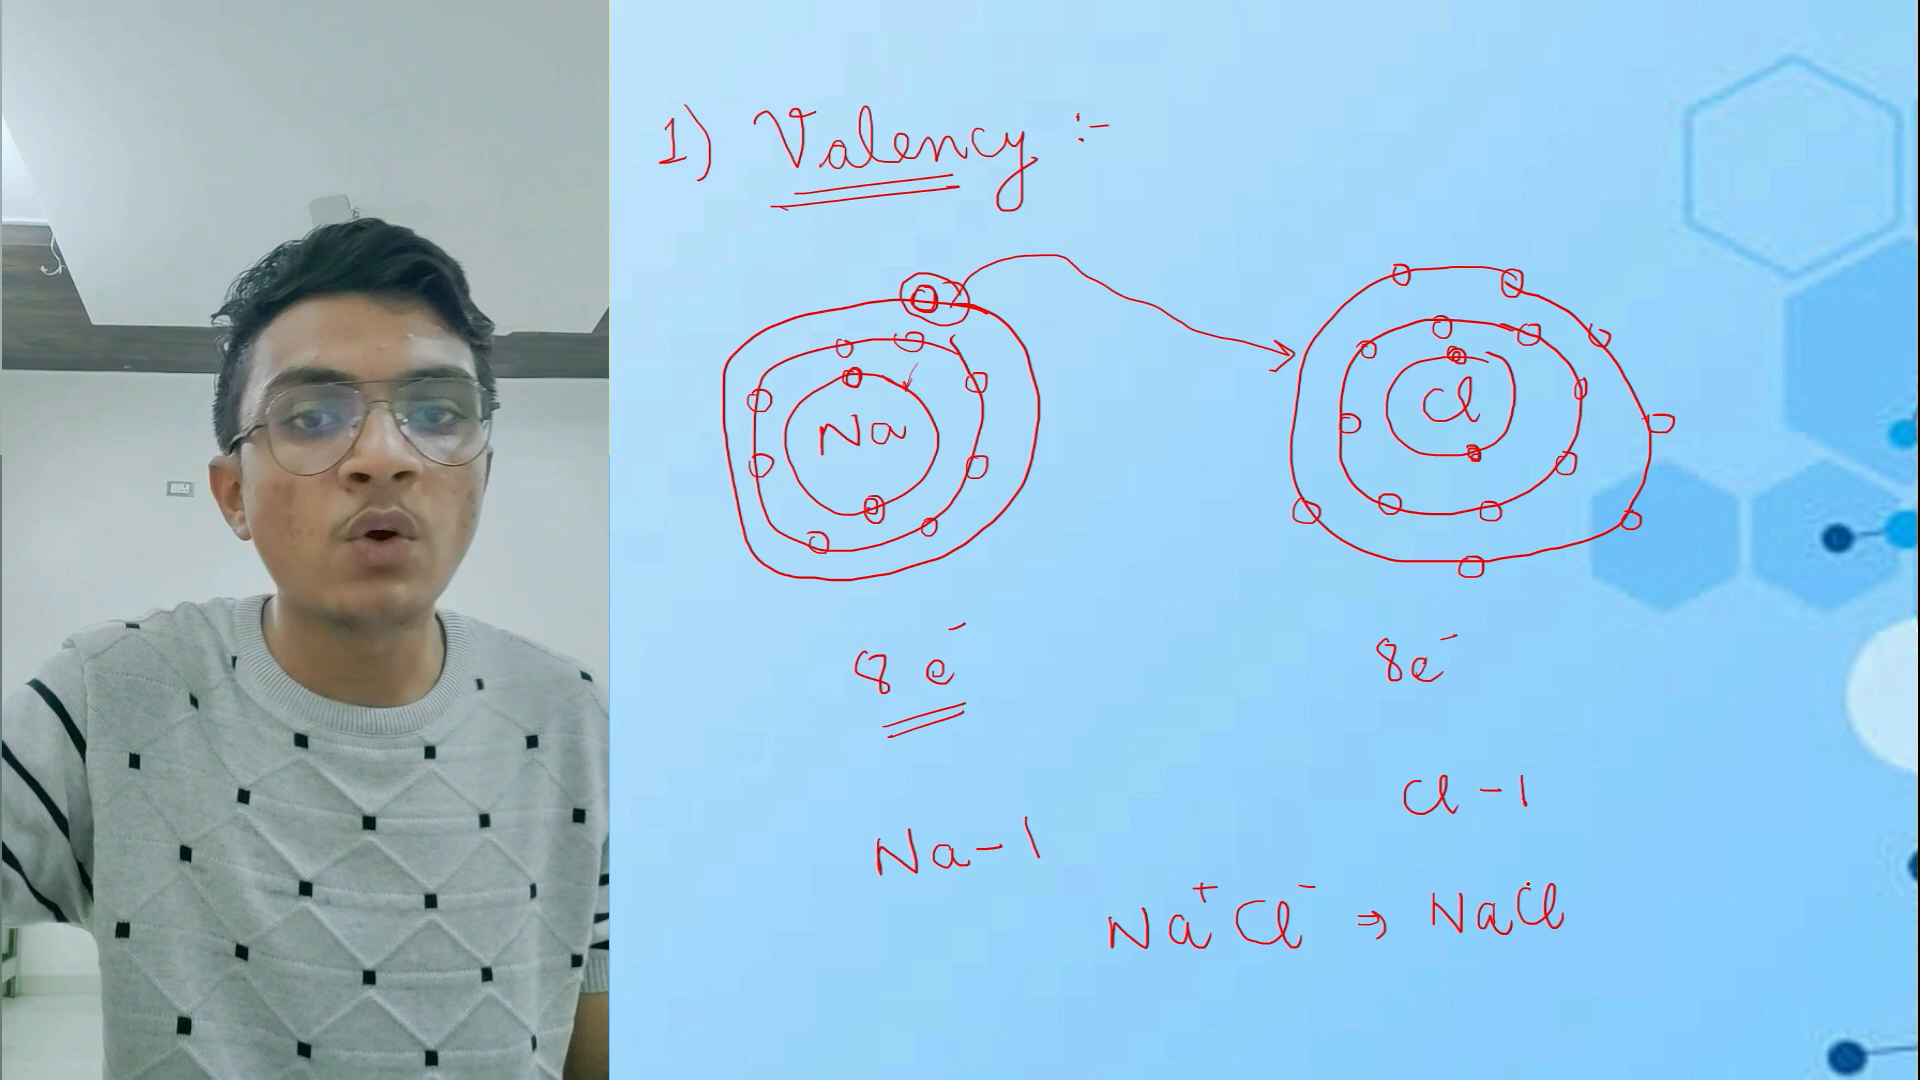 1) Valency :-
Na
Cl
8 e⁻
8e⁻
Cl - 1
Na - 1
Na⁺ Cl⁻ ⇒ NaCl